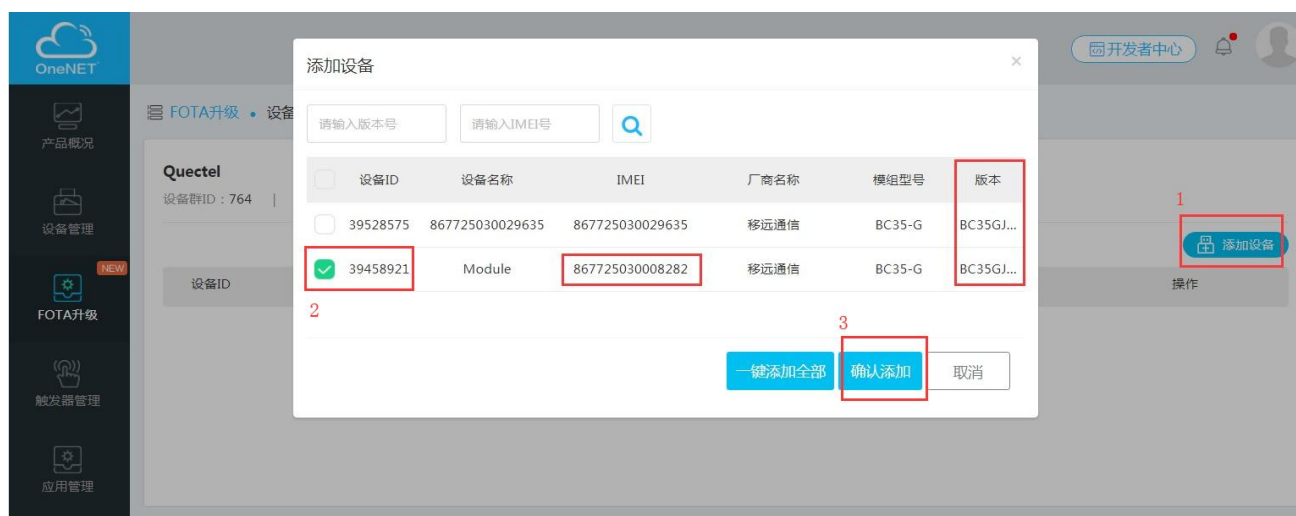 OneNET
开发者中心
添加设备
×
FOTA升级 • 设备
请输入版本号
请输入IMEI号
产品概况
Quectel
设备群ID：764 |
设备ID 设备名称 IMEI 厂商名称 模组型号 版本
39528575 867725030029635 867725030029635 移远通信 BC35-G BC35GJ...
39458921 Module 867725030008282 移远通信 BC35-G BC35GJ...
1
添加设备
设备管理
NEW
设备ID
操作
FOTA升级
2
3
一键添加全部
确认添加
取消
触发器管理
应用管理